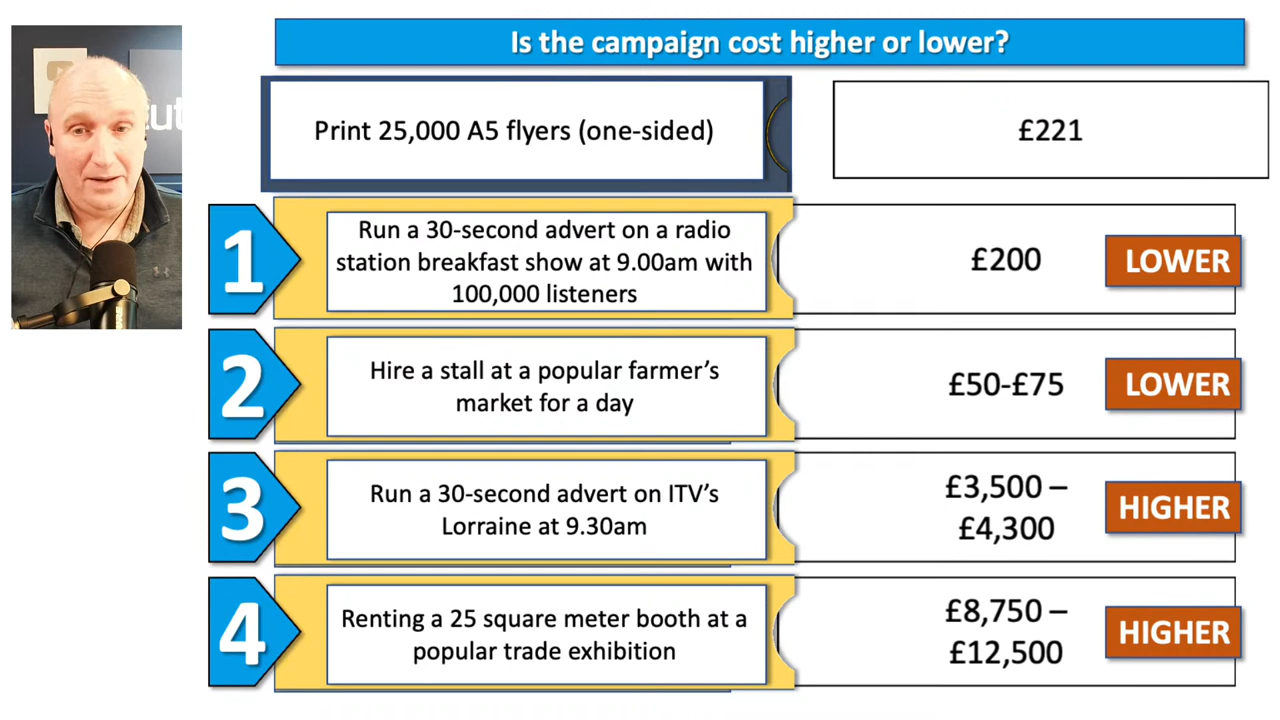 Is the campaign cost higher or lower?
Print 25,000 A5 flyers (one-sided)
£221
1
Run a 30-second advert on a radio
station breakfast show at 9.00am with
100,000 listeners
£200
LOWER
2
Hire a stall at a popular farmer's
market for a day
£50-£75
LOWER
3
Run a 30-second advert on ITV's
Lorraine at 9.30am
£3,500 –
£4,300
HIGHER
4
Renting a 25 square meter booth at a
popular trade exhibition
£8,750 –
£12,500
HIGHER